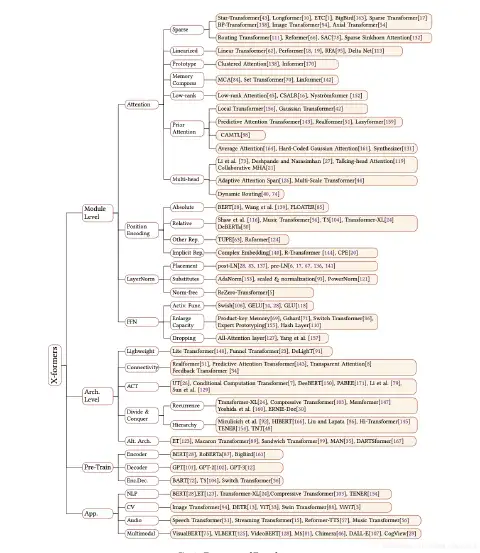 Star-Transformer[43], Longformer[10], ETC[1], BigBird[163], Sparse Transformer[17]
BP-Transformer[158], Image Transformer[94], Axial Transformer[54]
Sparse
Routing Transformer[111], Reformer[66], SAC[78], Sparse Sinkhorn Attention[132]
Linearized
Linear Transformer[62], Performer[18, 19], RFA[95], Delta Net[113]
Prototype
Clustered Attention[138], Informer[170]
Memory
Compress
MCA[84], Set Transformer[70], Linformer[142]
Low-rank
Low-rank Attention[45], CSALR[16], Nyströmformer [152]
Attention
Local Transformer[156], Gaussian Transformer[42]
Prior
Attention
Predictive Attention Transformer[143], Realformer[51], Lazyformer[159]
CAMTL[98]
Average Attention[164], Hard-Coded Gaussian Attention[161], Synthesizer[131]
Li et al. [73], Deshpande and Narasimhan [27], Talking-head Attention[119]
Collaborative MHA[21]
Multi-head
Adaptive Attention Span[126], Multi-Scale Transformer[44]
Dynamic Routing[40, 74]
Module
Level
Absolute
BERT[28], Wang et al. [139], FLOATER[85]
Position
Encoding
Relative
Shaw et al. [116], Music Transformer[56], T5[104], Transformer-XL[24]
DeBERTa[50]
Other Rep.
TUPE[63], Roformer[124]
Implicit Rep.
Complex Embedding[140], R-Transformer [144], CPE[20]
Placement
post-LN[28, 83, 137], pre-LN[6, 17, 67, 136, 141]
LayerNorm
Substitutes
AdaNorm[153], scaled ℓ2 normalization[93], PowerNorm[121]
Norm-free
ReZero-Transformer[5]
Activ. Func.
Swish[106], GELU[14, 28], GLU[118]
FFN
Enlarge
Capacity
Product-key Memory[69], Gshard[71], Switch Transformer[36],
Expert Prototyping[155], Hash Layer[110]
Dropping
All-Attention layer[127], Yang et al. [157]
X-formers
Lighweight
Lite Transformer[148], Funnel Transformer[23], DeLighT[91]
Connectivity
Realformer[51], Predictive Attention Transformer[143], Transparent Attention[8]
Feedback Transformer [34]
Arch.
Level
ACT
UT[26], Conditional Computation Transformer[7], DeeBERT[150], PABEE[171], Li et al. [79],
Sun et al. [129]
Divide &
Conquer
Recurrence
Transformer-XL[24], Compressive Transformer[103], Memformer[147]
Yoshida et al. [160], ERNIE-Doc[30]
Hierarchy
Miculicich et al. [92], HIBERT[166], Liu and Lapata [86], Hi-Transformer[145]
TENER[154], TNT[48]
Alt. Arch.
ET[123], Macaron Transformer[89], Sandwich Transformer[99], MAN[35], DARTSformer[167]
Encoder
BERT[28], RoBERTa[87], BigBird[163]
Pre-Train
Decoder
GPT[101], GPT-2[102], GPT-3[12]
Enc.Dec.
BART[72], T5[104], Switch Transformer[36]
NLP
BERT[28],ET[123], Transformer-XL[24],Compressive Transformer[103], TENER[154]
App.
CV
Image Transformer[94], DETR[13], ViT[33], Swin Transformer[88], ViViT[3]
Audio
Speech Transformer[31], Streaming Transformer[15], Reformer-TTS[57], Music Transformer[56]
Multimodal
VisualBERT[75], VLBERT[125], VideoBERT[128], M6[81], Chimera[46], DALL-E[107], CogView[29]